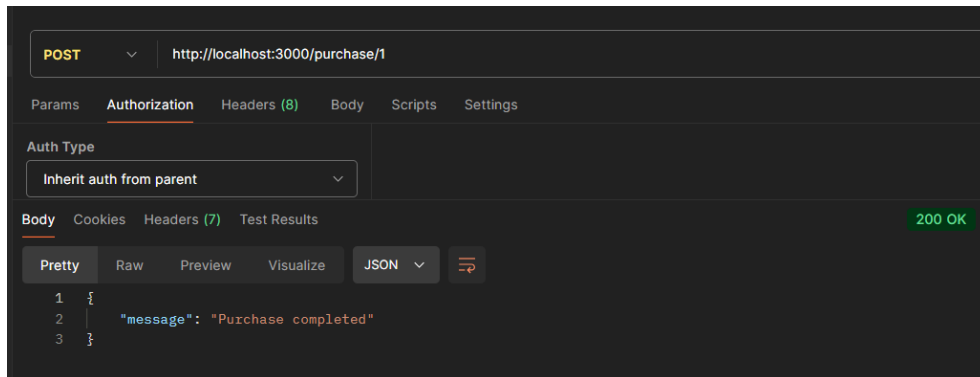 POST http://localhost:3000/purchase/1
Params Authorization Headers (8) Body Scripts Settings
Auth Type
Inherit auth from parent
Body Cookies Headers (7) Test Results 200 OK
Pretty Raw Preview Visualize JSON
1 {
2 "message": "Purchase completed"
3 }